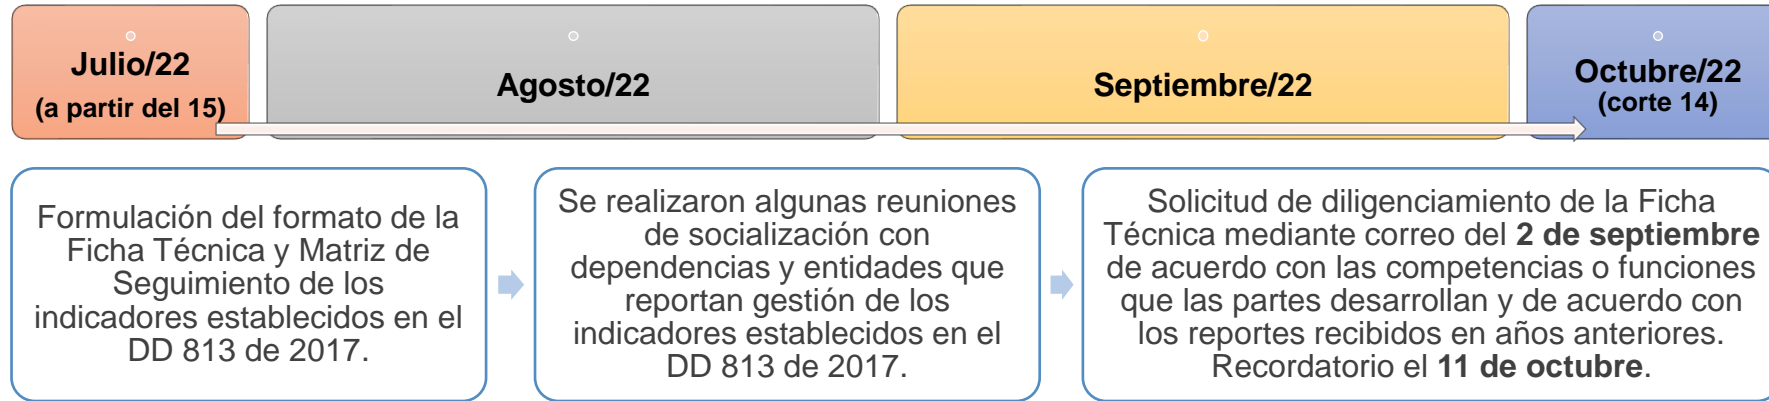 Julio/22
(a partir del 15)
Agosto/22
Septiembre/22
Octubre/22
(corte 14)
Formulación del formato de la
Ficha Técnica y Matriz de
Seguimiento de los
indicadores establecidos en el
DD 813 de 2017.
Se realizaron algunas reuniones
de socialización con
dependencias y entidades que
reportan gestión de los
indicadores establecidos en el
DD 813 de 2017.
Solicitud de diligenciamiento de la Ficha
Técnica mediante correo del 2 de septiembre
de acuerdo con las competencias o funciones
que las partes desarrollan y de acuerdo con
los reportes recibidos en años anteriores.
Recordatorio el 11 de octubre.